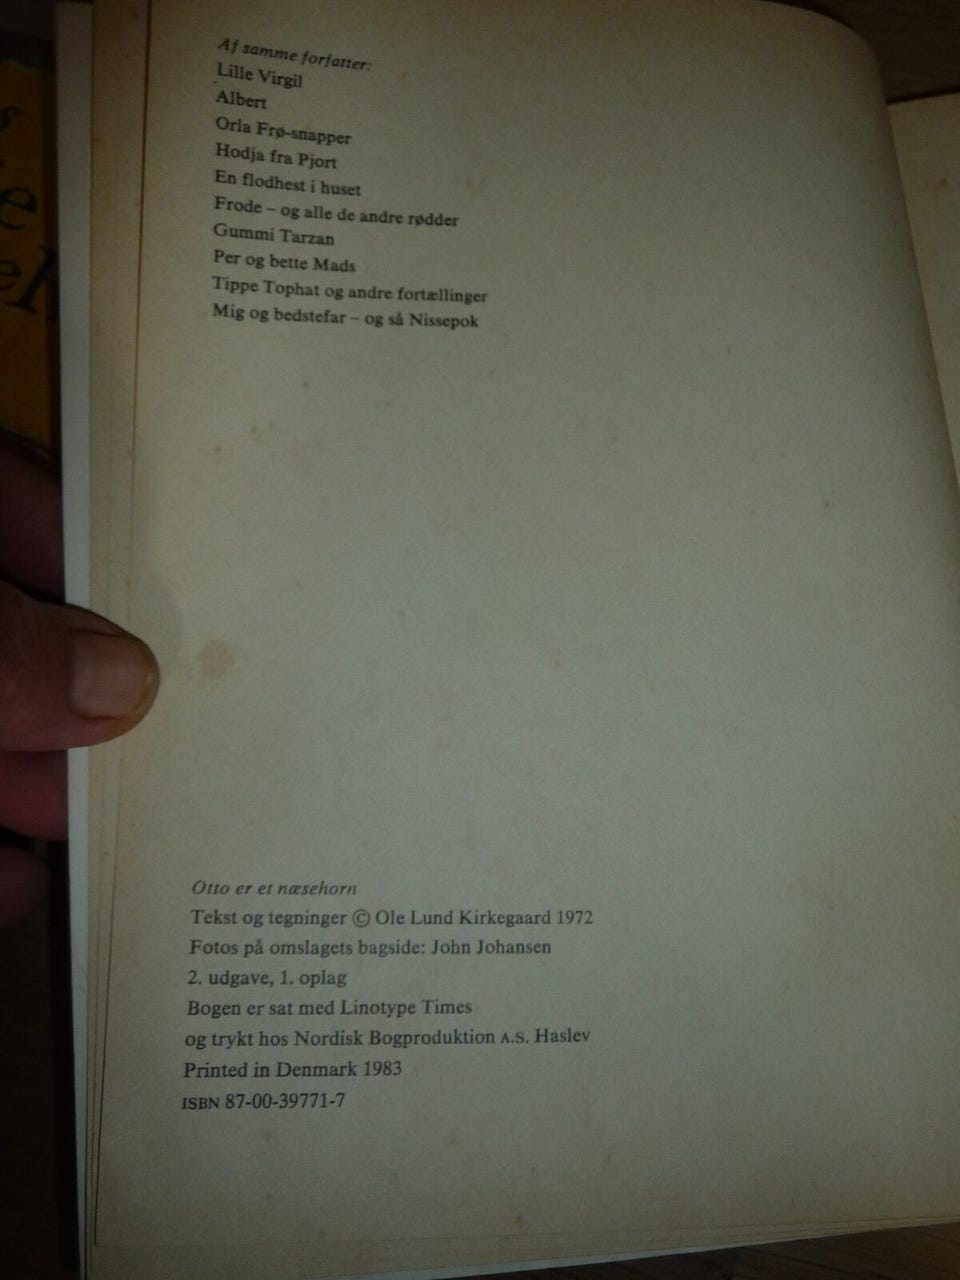 Af samme forfatter:
Lille Virgil
Albert
Orla Frø-snapper
Hodja fra Pjort
En flodhest i huset
Frode – og alle de andre rødder
Gummi Tarzan
Per og bette Mads
Tippe Tophat og andre fortællinger
Mig og bedstefar – og så Nissepok
Otto er et næsehorn
Tekst og tegninger © Ole Lund Kirkegaard 1972
Fotos på omslagets bagside: John Johansen
2. udgave, 1. oplag
Bogen er sat med Linotype Times
og trykt hos Nordisk Bogproduktion A.S. Haslev
Printed in Denmark 1983
ISBN 87-00-39771-7